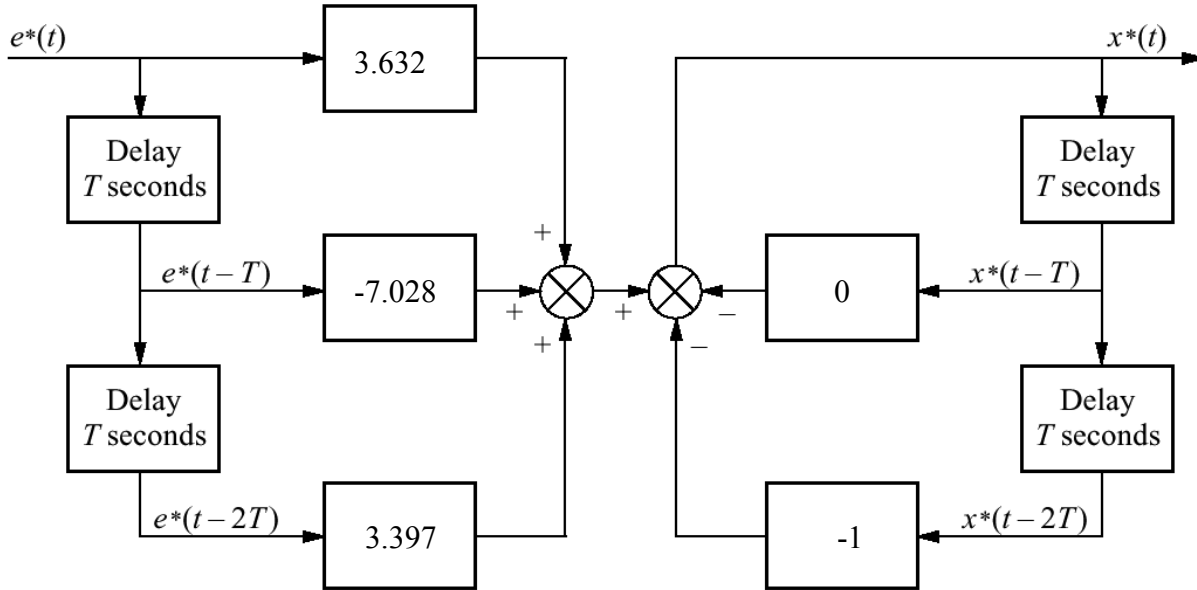 e*(t)
3.632
x*(t)
Delay
T seconds
Delay
T seconds
+
e*(t – T)
-7.028
+
+
+
–
–
0
x*(t – T)
Delay
T seconds
Delay
T seconds
e*(t – 2T)
3.397
-1
x*(t – 2T)